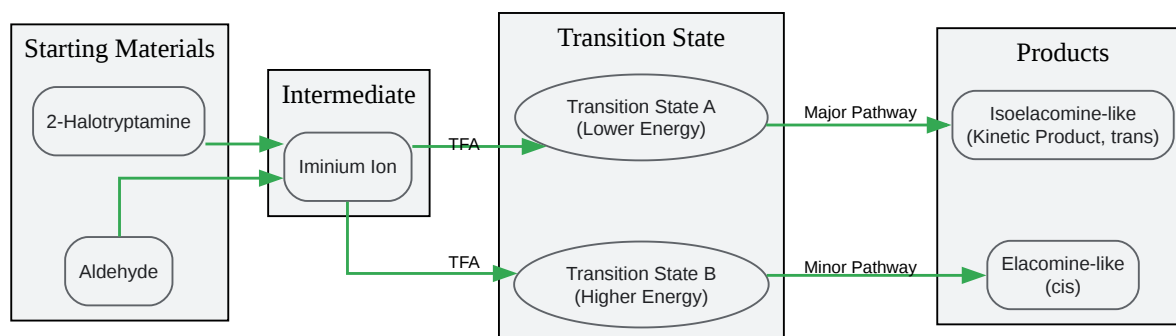 Starting Materials
2-Halotryptamine
Aldehyde
Intermediate
Iminium Ion
TFA
TFA
Transition State
Transition State A
(Lower Energy)
Transition State B
(Higher Energy)
Major Pathway
Minor Pathway
Products
Isoelacomine-like
(Kinetic Product, trans)
Elacomine-like
(cis)